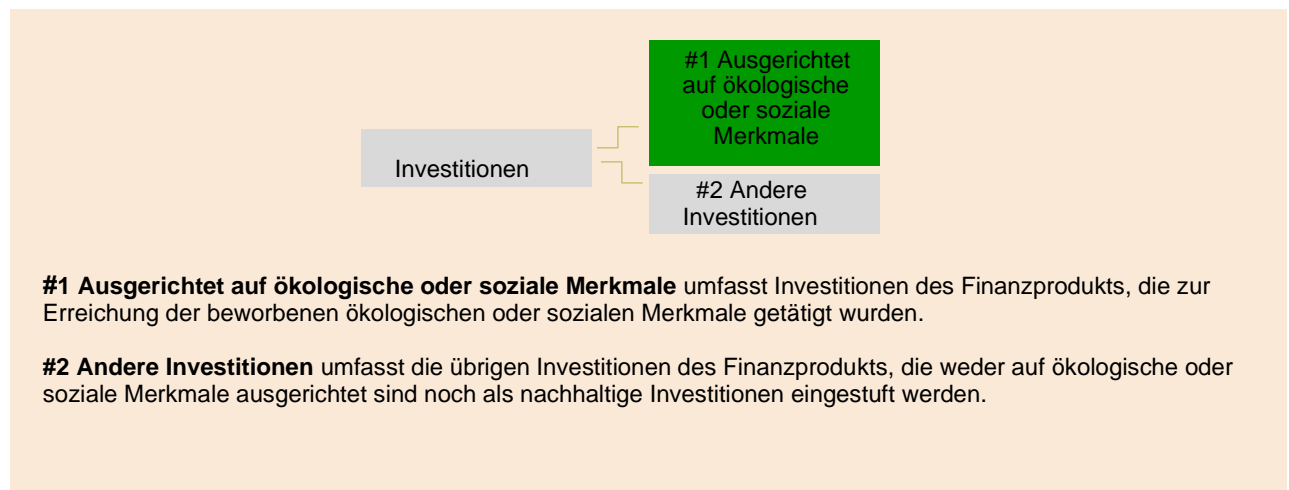 #1 Ausgerichtet
auf ökologische
oder soziale
Merkmale
Investitionen
#2 Andere
Investitionen
#1 Ausgerichtet auf ökologische oder soziale Merkmale umfasst Investitionen des Finanzprodukts, die zur
Erreichung der beworbenen ökologischen oder sozialen Merkmale getätigt wurden.
#2 Andere Investitionen umfasst die übrigen Investitionen des Finanzprodukts, die weder auf ökologische oder
soziale Merkmale ausgerichtet sind noch als nachhaltige Investitionen eingestuft werden.